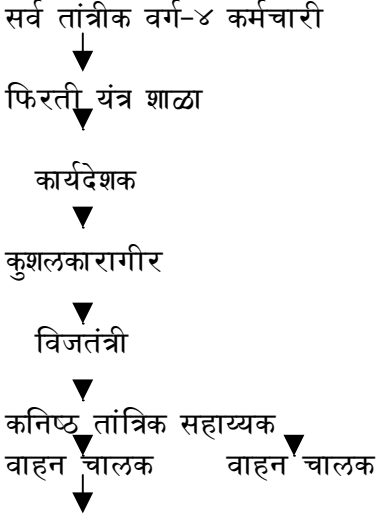 सर्व तांत्रीक वर्ग-४ कर्मचारी
फिरती यंत्र शाळा
कार्यदेशक
कुशलकारागीर
विजतंत्री
कनिष्ठ तांत्रिक सहाय्यक
वाहन चालक वाहन चालक